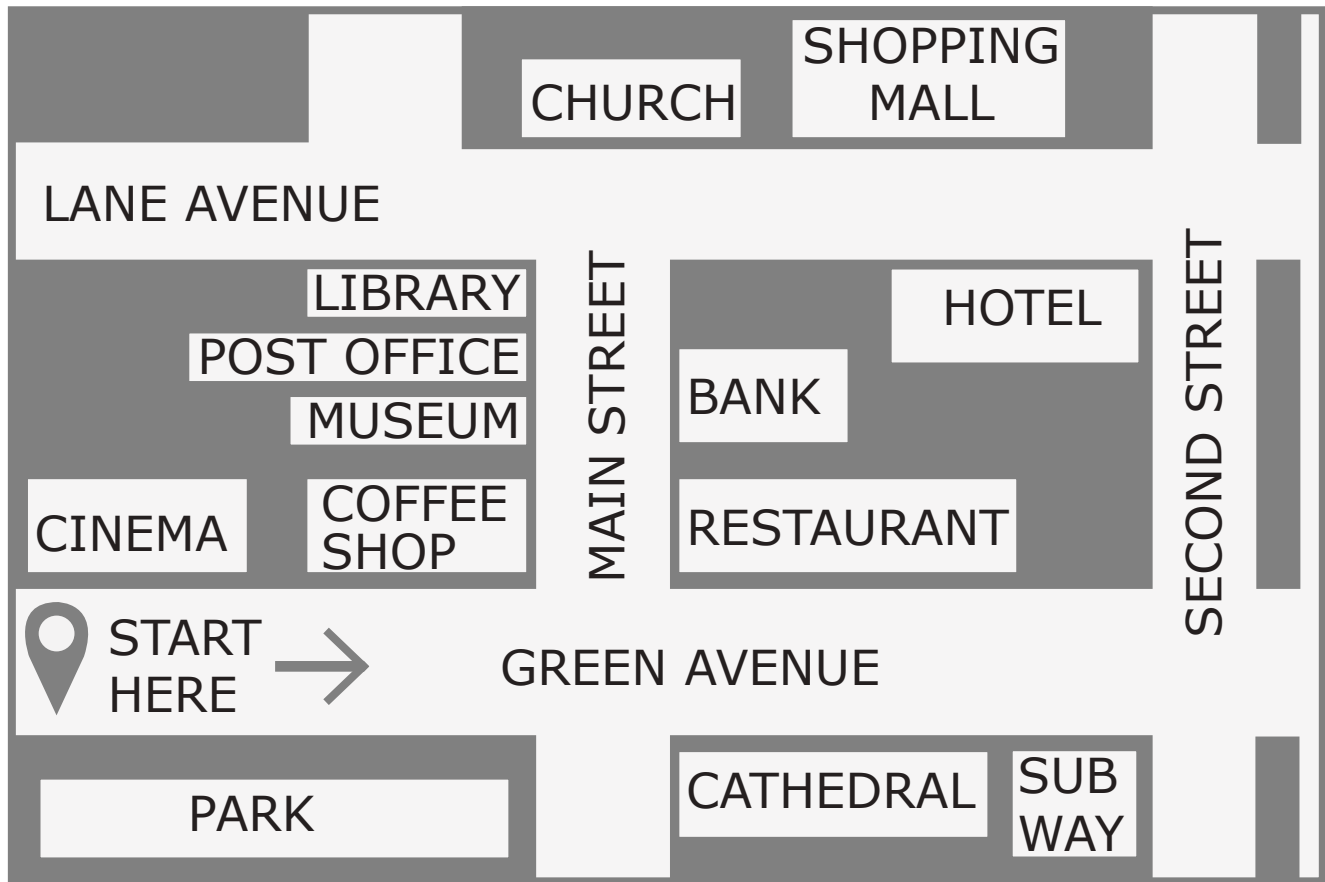 SHOPPING
MALL
CHURCH
LANE AVENUE
LIBRARY
POST OFFICE
MUSEUM
MAIN STREET
HOTEL
BANK
SECOND STREET
CINEMA
COFFEE
SHOP
RESTAURANT
START
HERE
GREEN AVENUE
PARK
CATHEDRAL
SUB
WAY